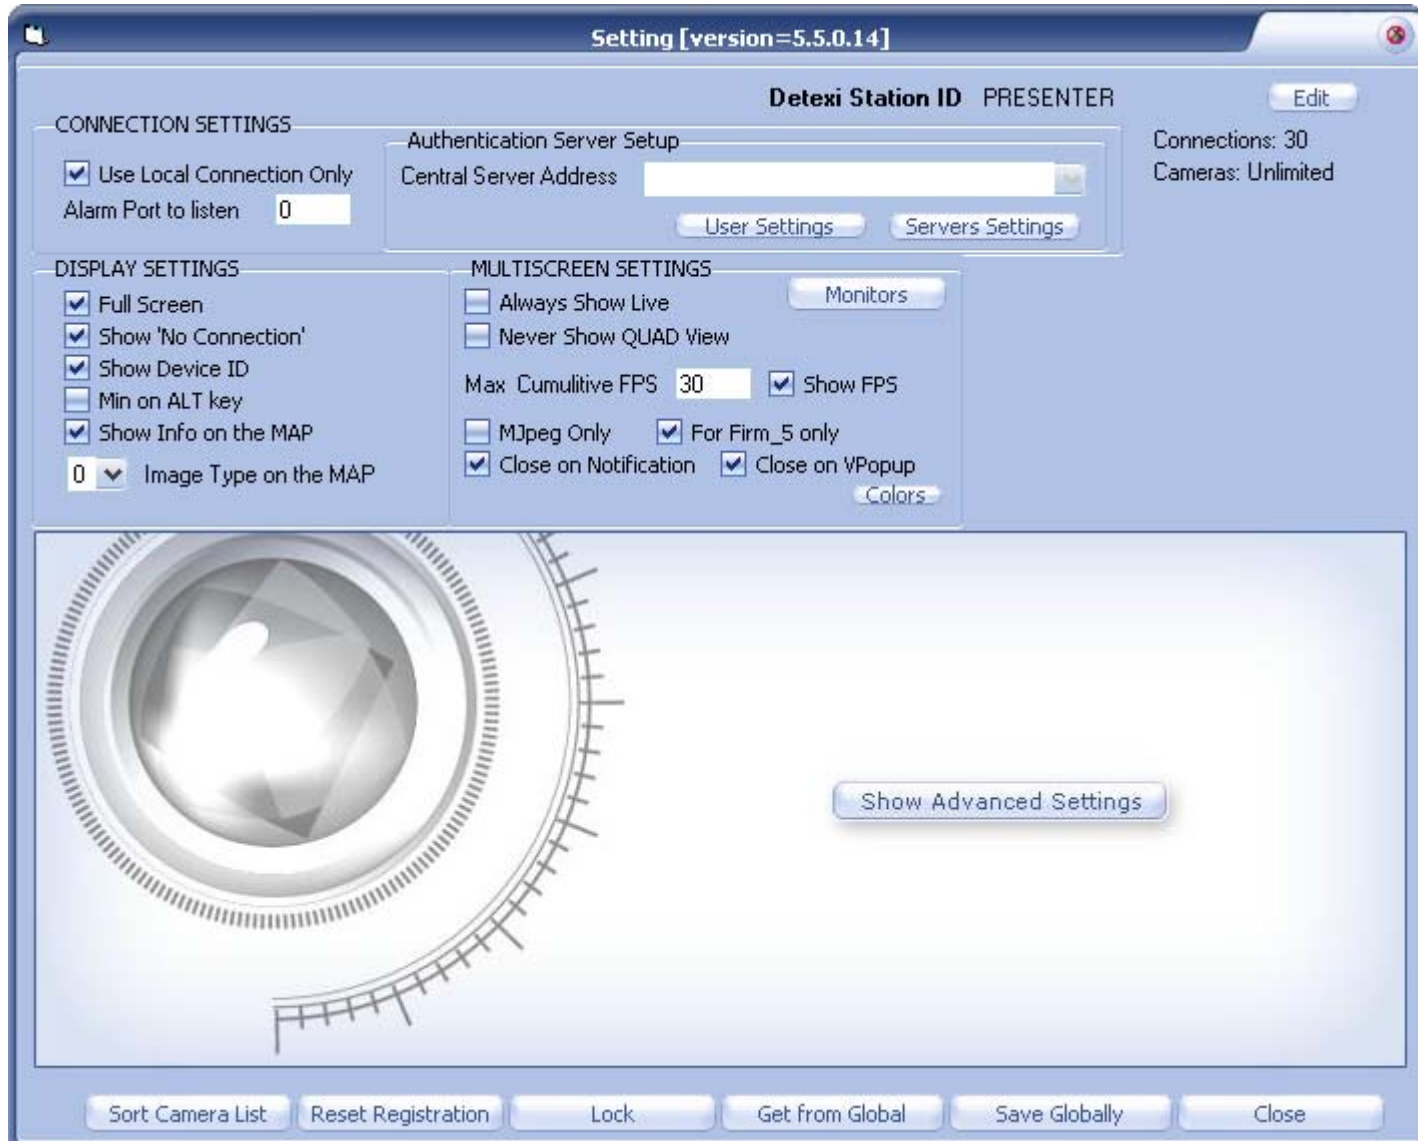 Setting [version=5.5.0.14]
Detexi Station ID PRESENTER Edit
CONNECTION SETTINGS
Use Local Connection Only
Alarm Port to listen 0
Authentication Server Setup
Central Server Address
User Settings Servers Settings
Connections: 30
Cameras: Unlimited
DISPLAY SETTINGS
Full Screen
Show 'No Connection'
Show Device ID
Min on ALT key
Show Info on the MAP
0 Image Type on the MAP
MULTISCREEN SETTINGS
Always Show Live Monitors
Never Show QUAD View
Max Cumulitive FPS 30 Show FPS
MJpeg Only For Firm_5 only
Close on Notification Close on VPopup
Colors
Show Advanced Settings
Sort Camera List Reset Registration Lock Get from Global Save Globally Close